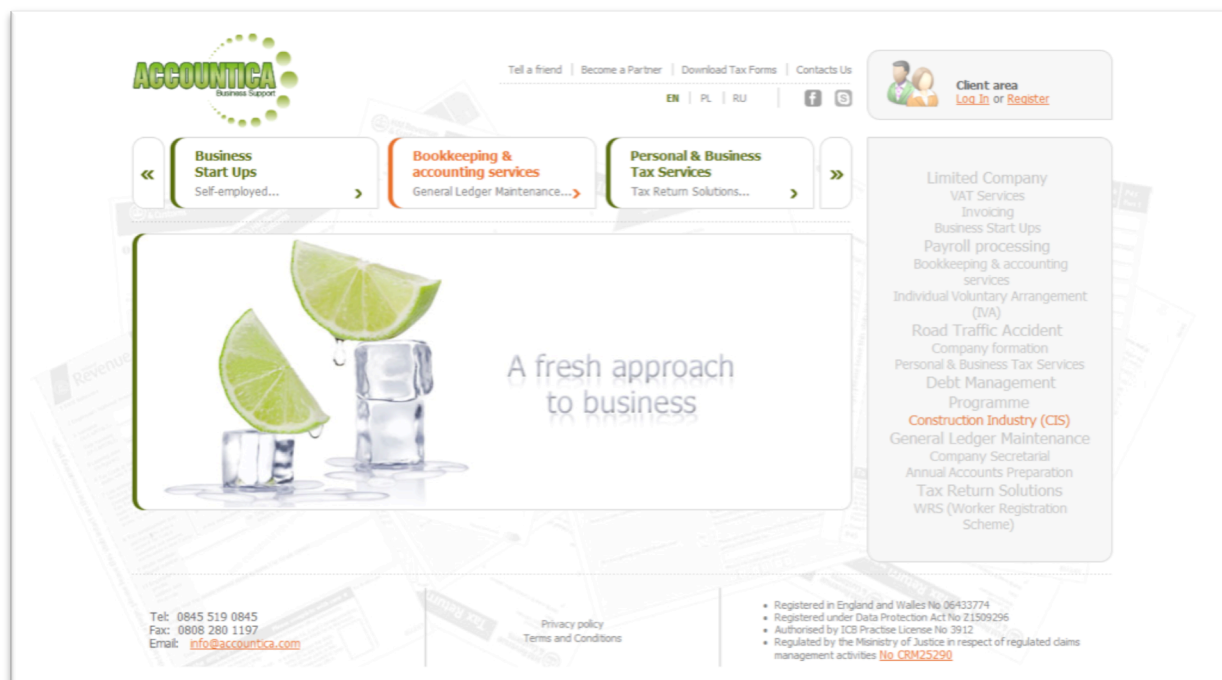 ACCOUNTICA
Business Support
Tell a friend | Become a Partner | Download Tax Forms | Contacts Us
EN | PL | RU
Client area
Log In or Register
«
Business
Start Ups
Self-employed...
Bookkeeping &
accounting services
General Ledger Maintenance...
Personal & Business
Tax Services
Tax Return Solutions...
»
A fresh approach
to business
Limited Company
VAT Services
Invoicing
Business Start Ups
Payroll processing
Bookkeeping & accounting
services
Individual Voluntary Arrangement
(IVA)
Road Traffic Accident
Company formation
Personal & Business Tax Services
Debt Management
Programme
Construction Industry (CIS)
General Ledger Maintenance
Company Secretarial
Annual Accounts Preparation
Tax Return Solutions
WRS (Worker Registration
Scheme)
Tel: 0845 519 0845
Fax: 0808 280 1197
Email: info@accountica.com
Privacy policy
Terms and Conditions
Registered in England and Walles No 06433774
Registered under Data Protection Act No Z1509296
Authorised by ICB Practise License No 3912
Regulated by the Misinistry of Justice in respect of regulated claims
management activities No CRM25290
Revenue
Tax Return